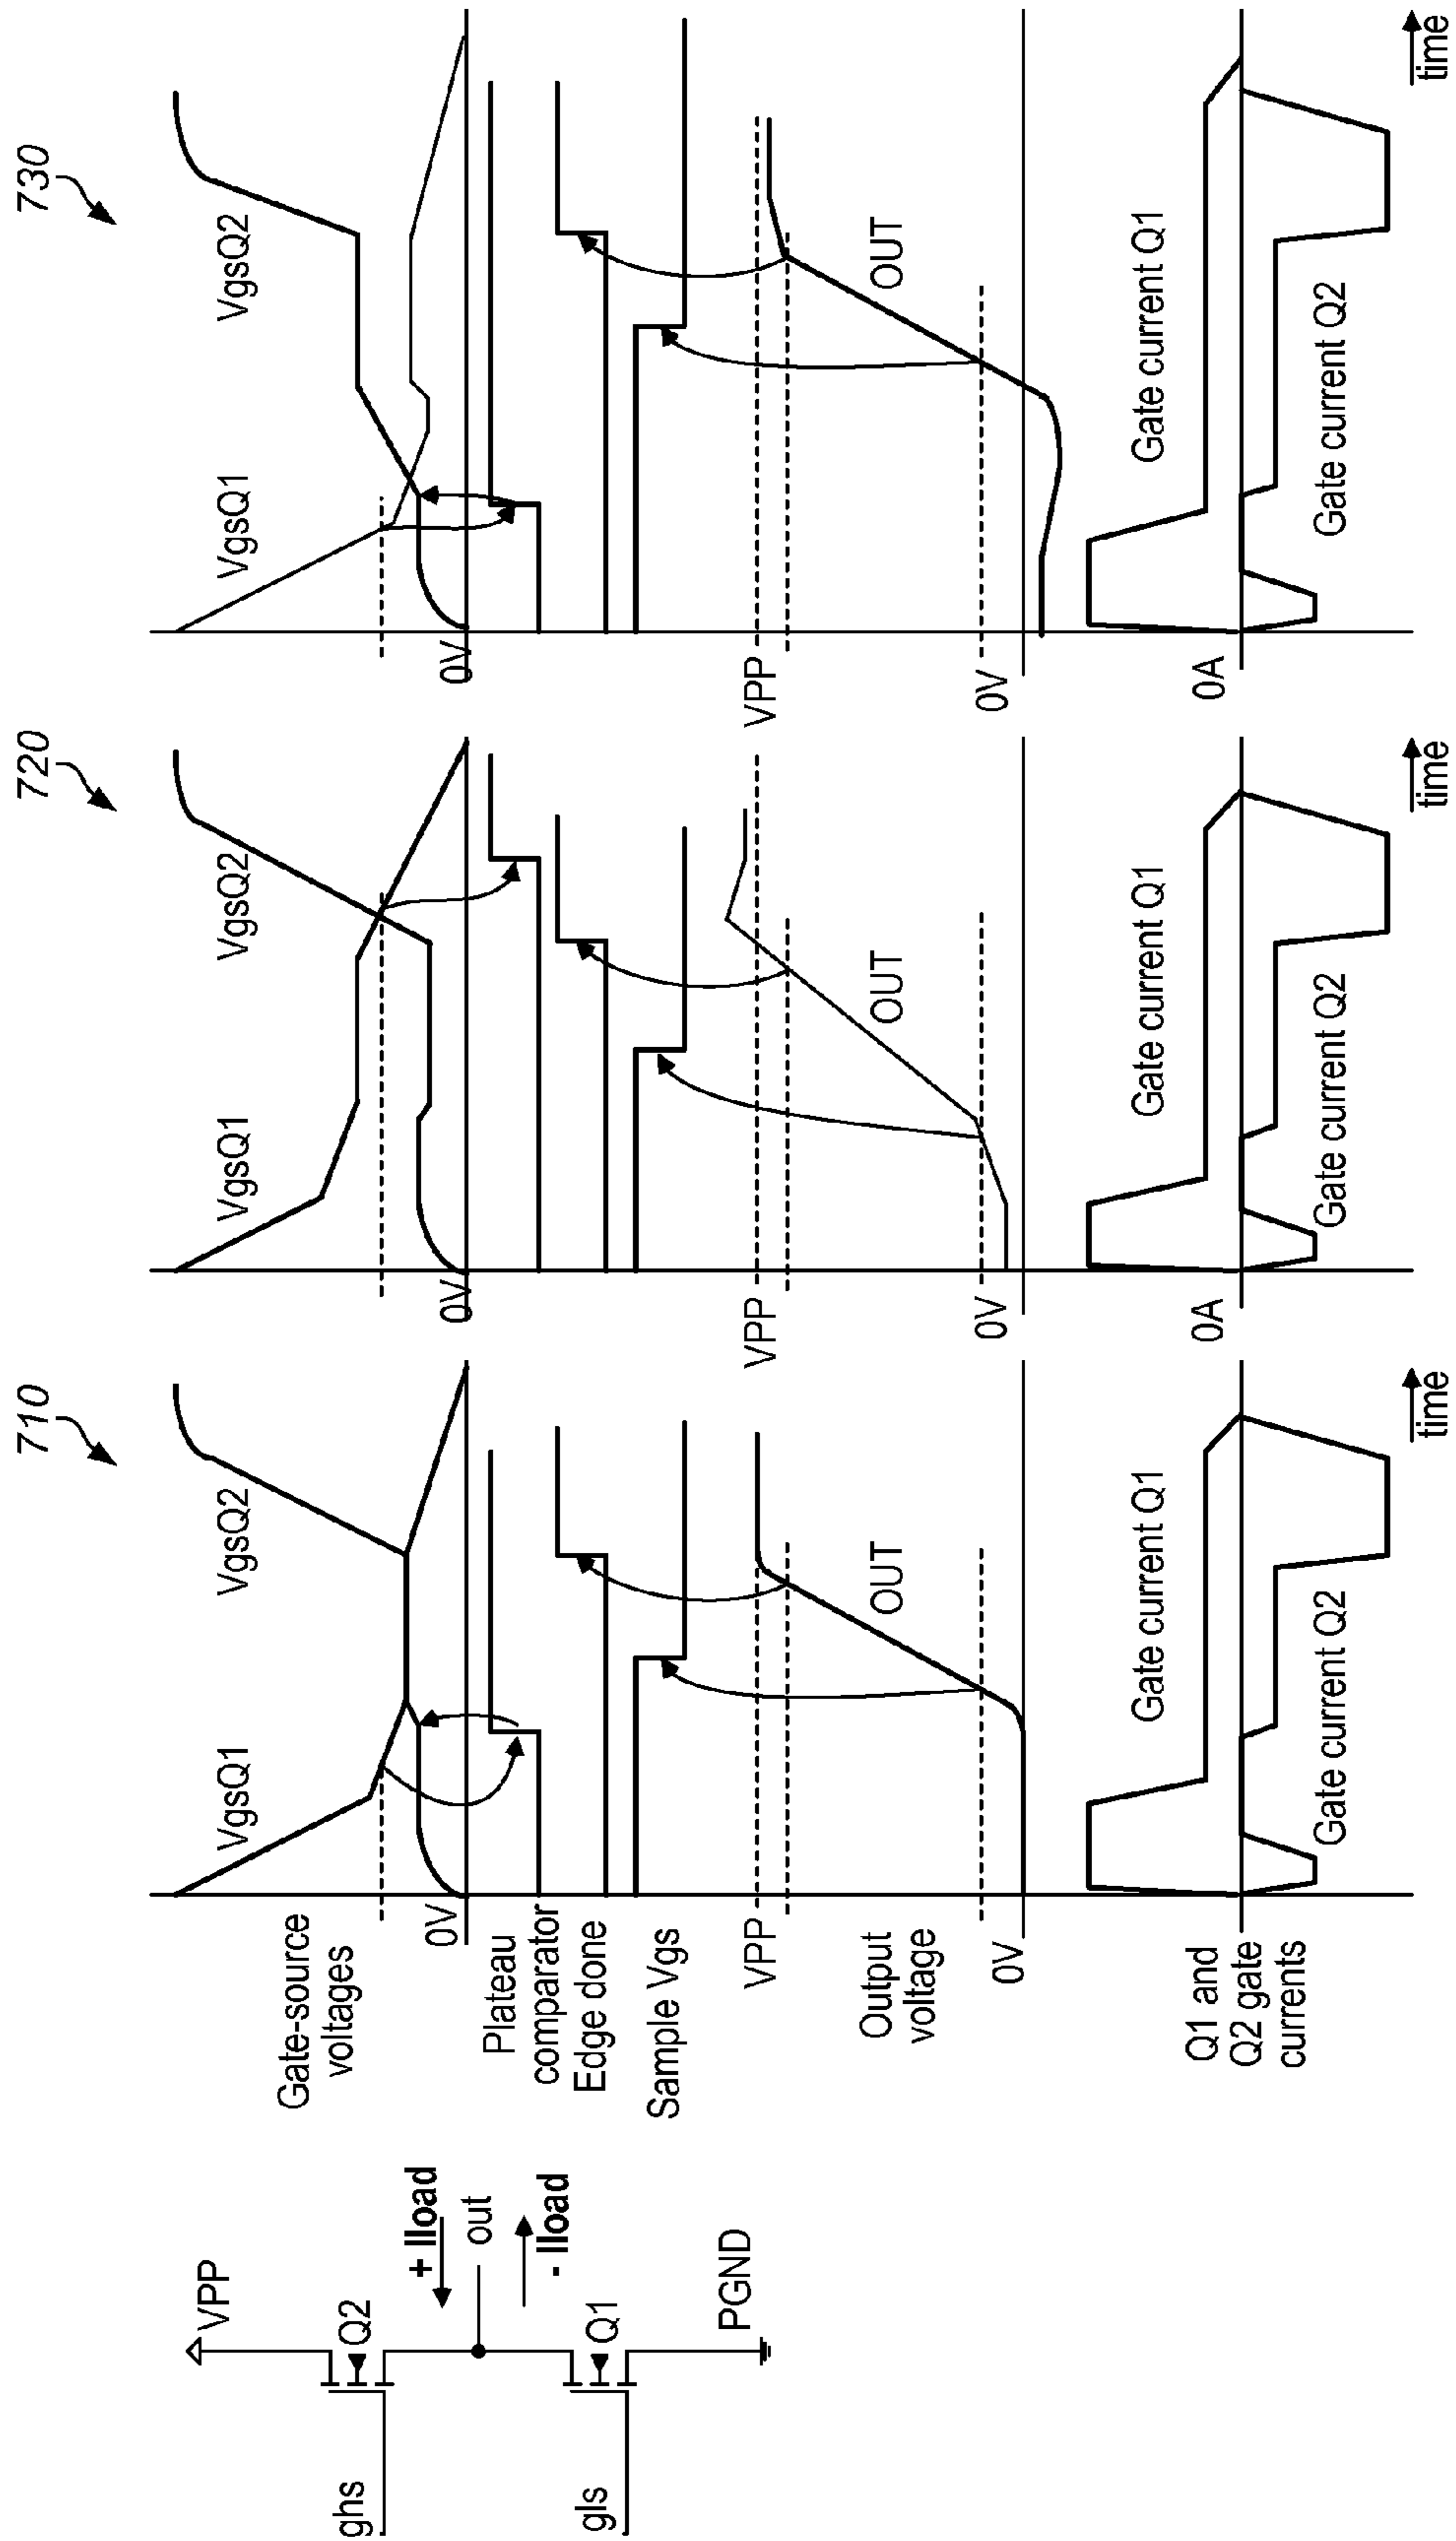 VPP
ghs
Q2
+ Iload
out
- Iload
gls
Q1
PGND
Gate-source
voltages
0V
Plateau
comparator
Edge done
Sample Vgs
VPP
Output
voltage
0V
Q1 and
Q2 gate
currents
710
VgsQ1
VgsQ2
OUT
Gate current Q1
Gate current Q2
time
720
VgsQ1
VgsQ2
0V
VPP
OUT
0V
0A
Gate current Q1
Gate current Q2
time
730
VgsQ1
VgsQ2
0V
VPP
OUT
0V
0A
Gate current Q1
Gate current Q2
time